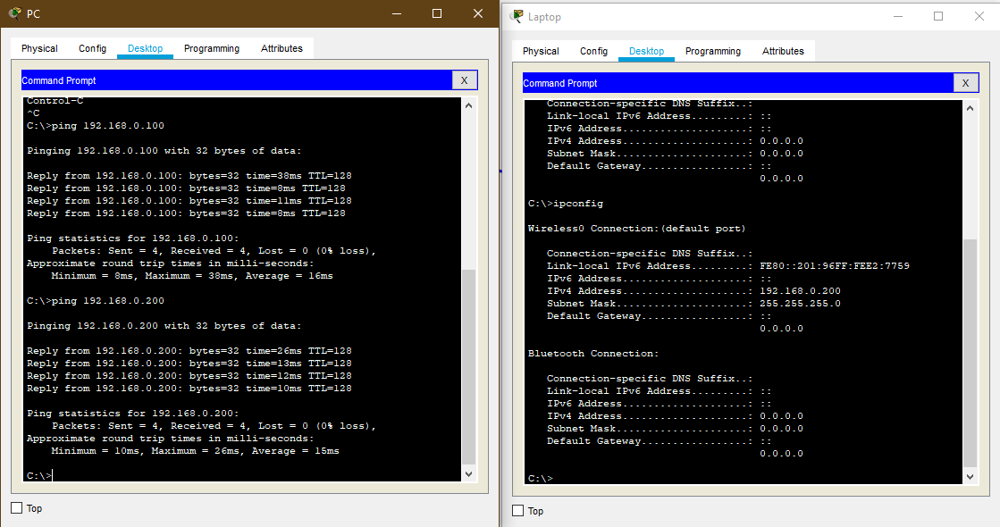 PC
Physical Config Desktop Programming Attributes
Command Prompt X
Control-C
^C
C:\>ping 192.168.0.100
Pinging 192.168.0.100 with 32 bytes of data:
Reply from 192.168.0.100: bytes=32 time=38ms TTL=128
Reply from 192.168.0.100: bytes=32 time=8ms TTL=128
Reply from 192.168.0.100: bytes=32 time=11ms TTL=128
Reply from 192.168.0.100: bytes=32 time=8ms TTL=128
Ping statistics for 192.168.0.100:
    Packets: Sent = 4, Received = 4, Lost = 0 (0% loss),
Approximate round trip times in milli-seconds:
    Minimum = 8ms, Maximum = 38ms, Average = 16ms
C:\>ping 192.168.0.200
Pinging 192.168.0.200 with 32 bytes of data:
Reply from 192.168.0.200: bytes=32 time=26ms TTL=128
Reply from 192.168.0.200: bytes=32 time=13ms TTL=128
Reply from 192.168.0.200: bytes=32 time=12ms TTL=128
Reply from 192.168.0.200: bytes=32 time=10ms TTL=128
Ping statistics for 192.168.0.200:
    Packets: Sent = 4, Received = 4, Lost = 0 (0% loss),
Approximate round trip times in milli-seconds:
    Minimum = 10ms, Maximum = 26ms, Average = 15ms
C:\>
Top
Laptop
Physical Config Desktop Programming Attributes
Command Prompt X
   Connection-specific DNS Suffix..:
   Link-local IPv6 Address.........: ::
   IPv6 Address....................: ::
   IPv4 Address....................: 0.0.0.0
   Subnet Mask.....................: 0.0.0.0
   Default Gateway.................: ::
                                     0.0.0.0
C:\>ipconfig
Wireless0 Connection:(default port)
   Connection-specific DNS Suffix..:
   Link-local IPv6 Address.........: FE80::201:96FF:FEE2:7759
   IPv6 Address....................: ::
   IPv4 Address....................: 192.168.0.200
   Subnet Mask.....................: 255.255.255.0
   Default Gateway.................: ::
                                     0.0.0.0
Bluetooth Connection:
   Connection-specific DNS Suffix..:
   Link-local IPv6 Address.........: ::
   IPv6 Address....................: ::
   IPv4 Address....................: 0.0.0.0
   Subnet Mask.....................: 0.0.0.0
   Default Gateway.................: ::
                                     0.0.0.0
C:\>
Top